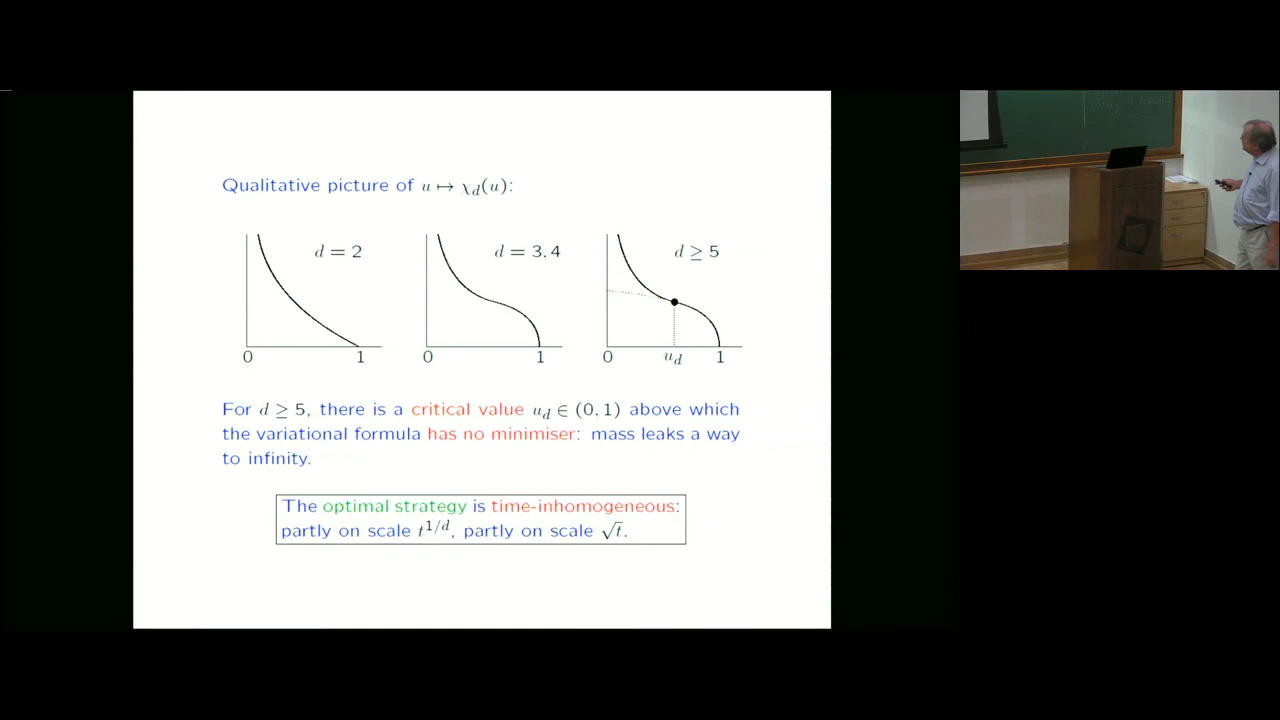 Qualitative picture of u ↦ χ_d(u):
d = 2
d = 3, 4
d ≥ 5
0 1
0 1
0 u_d 1
For d ≥ 5, there is a critical value u_d ∈ (0, 1) above which
the variational formula has no minimiser: mass leaks a way
to infinity.
The optimal strategy is time-inhomogeneous:
partly on scale t^{1/d}, partly on scale √t.